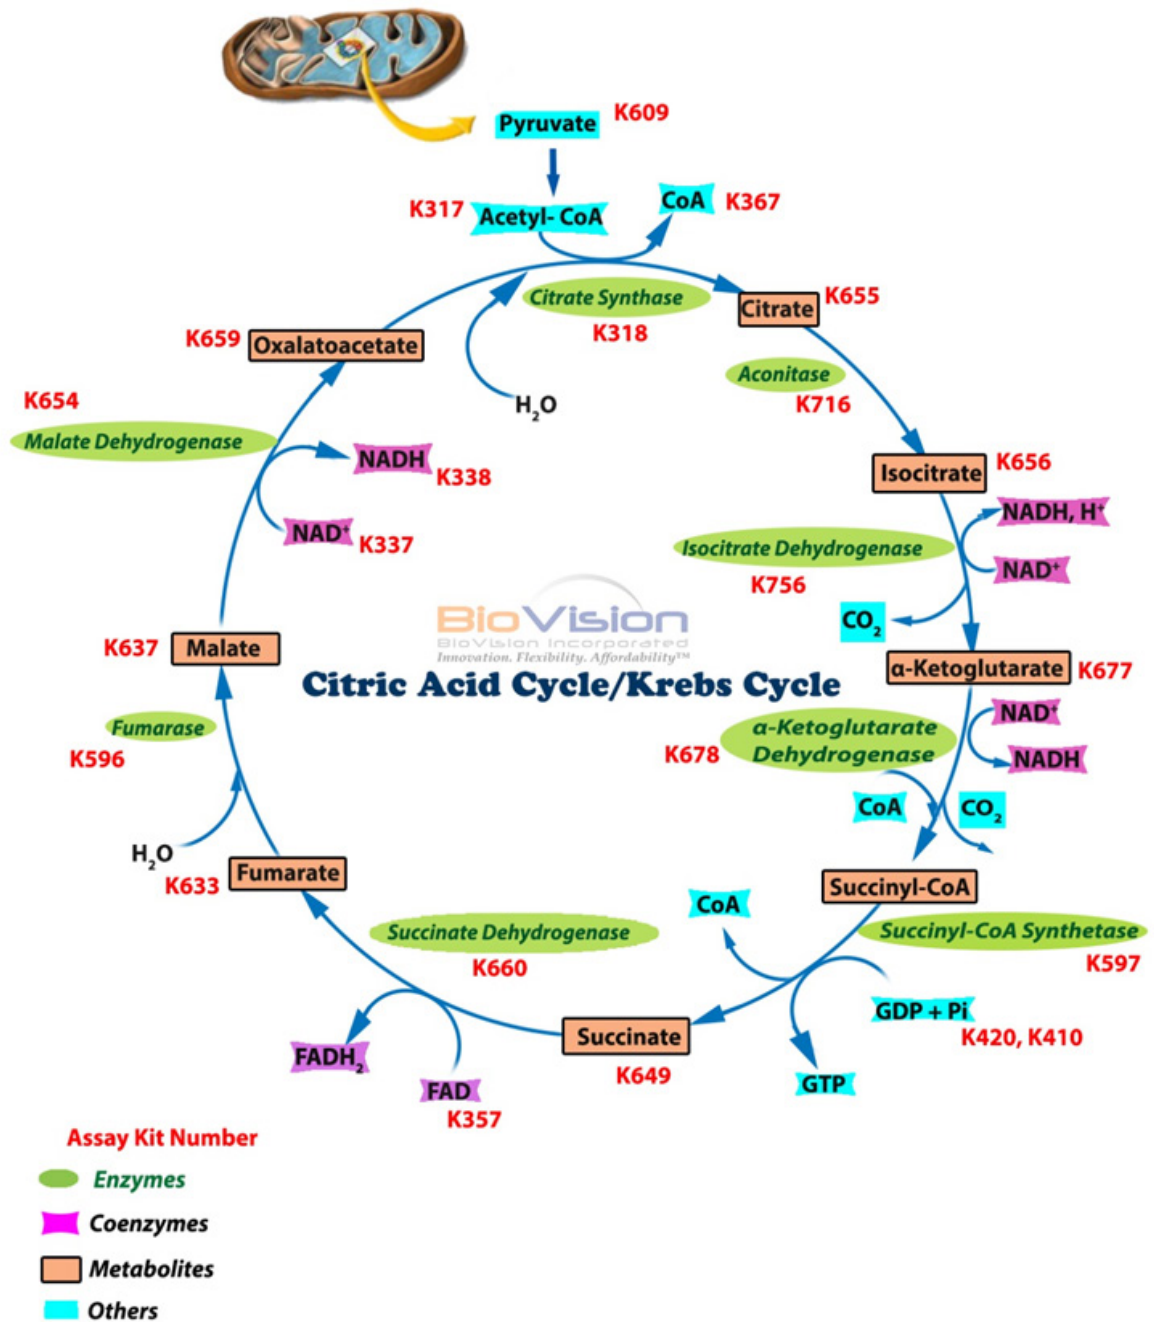 Pyruvate
K609
K317
Acetyl- CoA
CoA
K367
Citrate Synthase
K318
Citrate
K655
K659
Oxalatoacetate
H₂O
Aconitase
K716
K654
Malate Dehydrogenase
NADH
K338
NAD⁺
K337
Isocitrate
K656
NADH, H⁺
Isocitrate Dehydrogenase
K756
NAD⁺
CO₂
BioVision
BioVision Incorporated
Innovation. Flexibility. Affordability™
Citric Acid Cycle/Krebs Cycle
K637
Malate
α-Ketoglutarate
K677
NAD⁺
Fumarase
K596
K678
α-Ketoglutarate
Dehydrogenase
NADH
CoA
CO₂
H₂O
K633
Fumarate
Succinyl-CoA
CoA
Succinate Dehydrogenase
K660
Succinyl-CoA Synthetase
K597
GDP + Pi
K420, K410
Succinate
K649
FADH₂
FAD
K357
GTP
Assay Kit Number
Enzymes
Coenzymes
Metabolites
Others